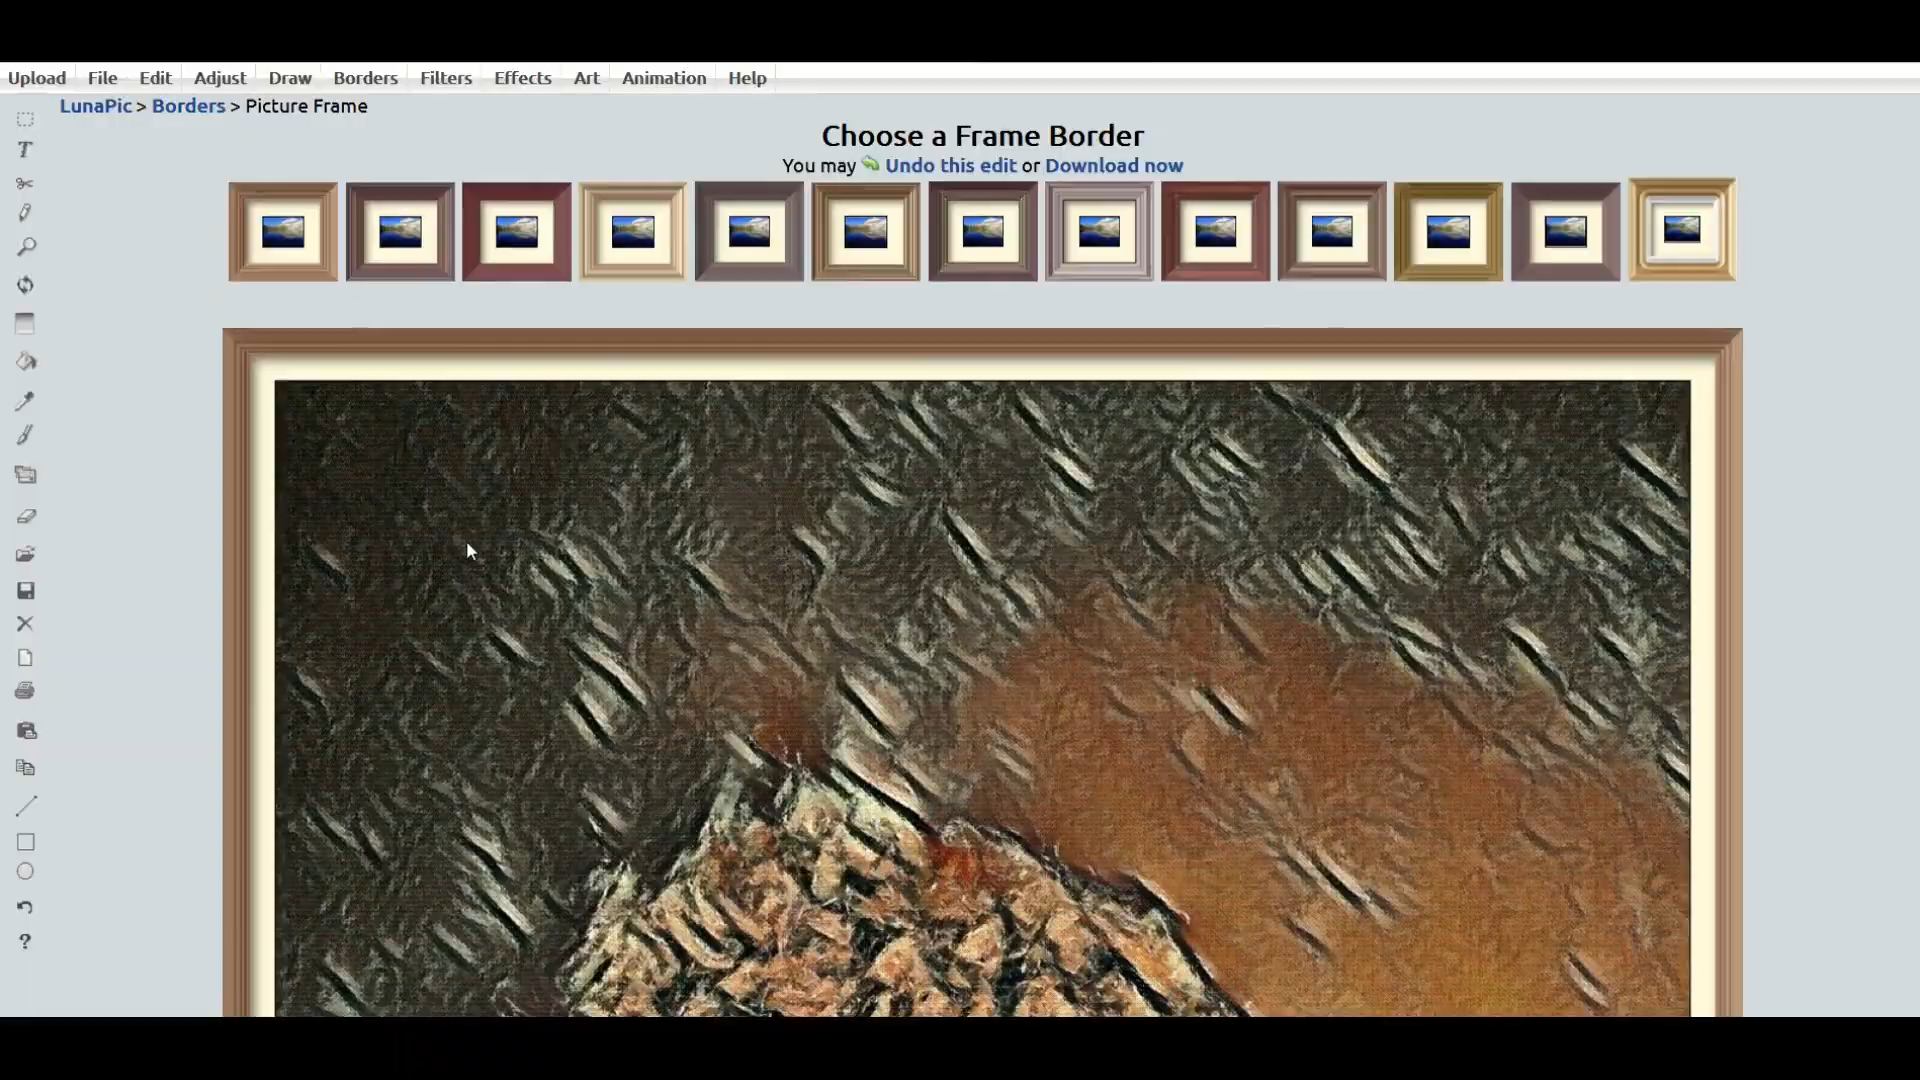 Upload File Edit Adjust Draw Borders Filters Effects Art Animation Help
LunaPic > Borders > Picture Frame
Choose a Frame Border
You may Undo this edit or Download now
T
?